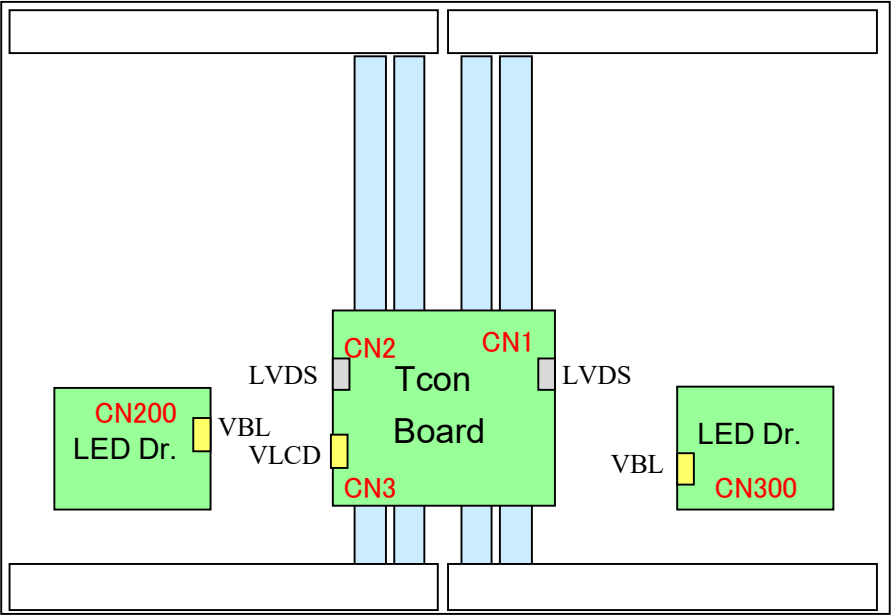 CN2
CN1
LVDS
Tcon
LVDS
CN200
VBL
Board
LED Dr.
LED Dr.
VLCD
VBL
CN3
CN300